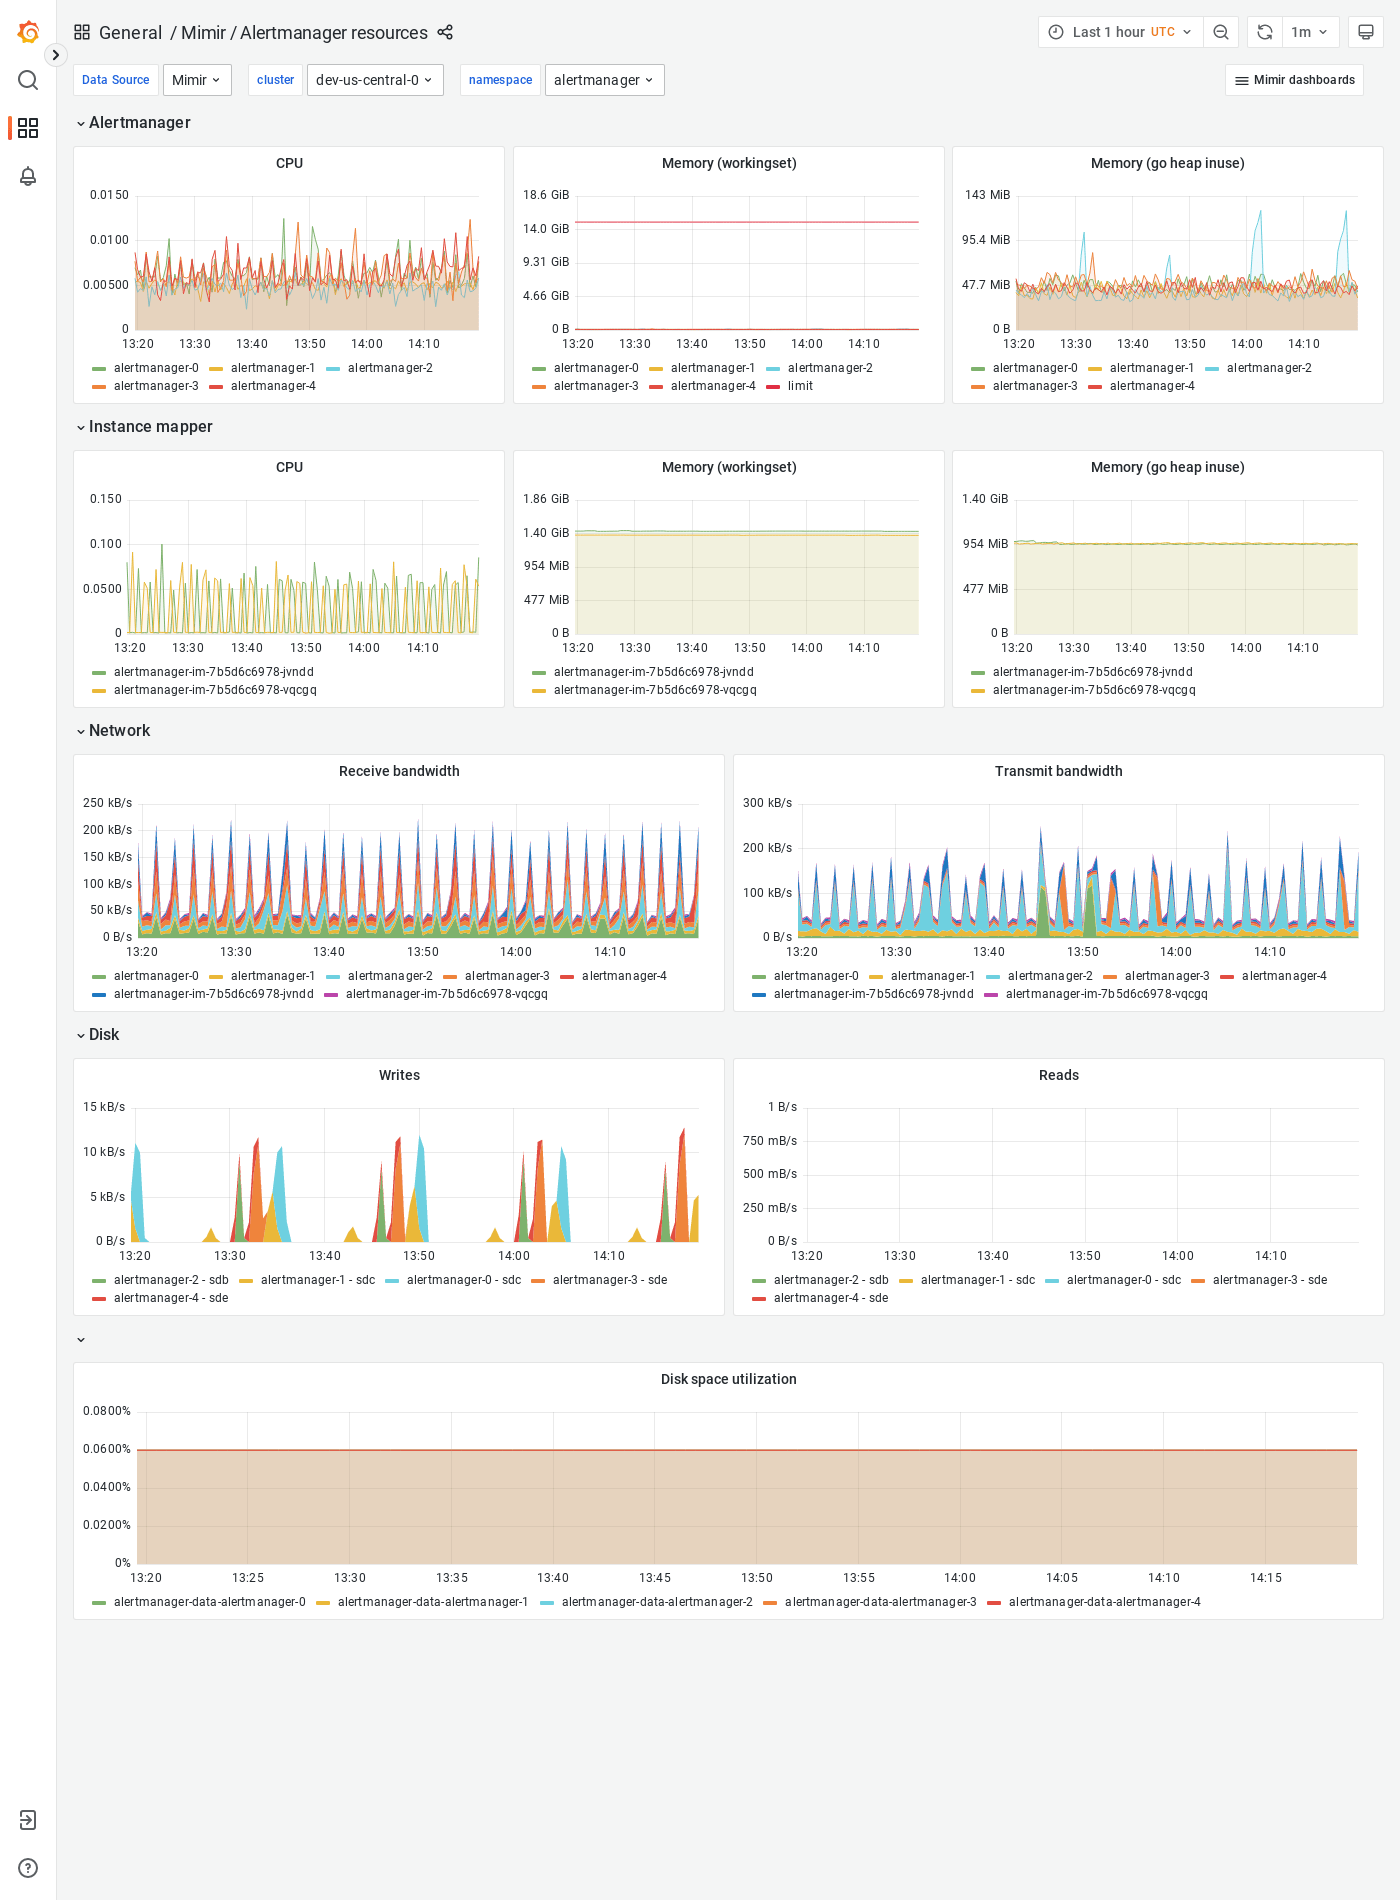 General / Mimir / Alertmanager resources
Last 1 hour UTC
1m
Data Source Mimir cluster dev-us-central-0 namespace alertmanager
Mimir dashboards
Alertmanager
CPU
0.0150
0.0100
0.00500
0
13:20 13:30 13:40 13:50 14:00 14:10
alertmanager-0 alertmanager-1 alertmanager-2
alertmanager-3 alertmanager-4
Memory (workingset)
18.6 GiB
14.0 GiB
9.31 GiB
4.66 GiB
0 B
13:20 13:30 13:40 13:50 14:00 14:10
alertmanager-0 alertmanager-1 alertmanager-2
alertmanager-3 alertmanager-4 limit
Memory (go heap inuse)
143 MiB
95.4 MiB
47.7 MiB
0 B
13:20 13:30 13:40 13:50 14:00 14:10
alertmanager-0 alertmanager-1 alertmanager-2
alertmanager-3 alertmanager-4
Instance mapper
CPU
0.150
0.100
0.0500
0
13:20 13:30 13:40 13:50 14:00 14:10
alertmanager-im-7b5d6c6978-jvndd
alertmanager-im-7b5d6c6978-vqcgq
Memory (workingset)
1.86 GiB
1.40 GiB
954 MiB
477 MiB
0 B
13:20 13:30 13:40 13:50 14:00 14:10
alertmanager-im-7b5d6c6978-jvndd
alertmanager-im-7b5d6c6978-vqcgq
Memory (go heap inuse)
1.40 GiB
954 MiB
477 MiB
0 B
13:20 13:30 13:40 13:50 14:00 14:10
alertmanager-im-7b5d6c6978-jvndd
alertmanager-im-7b5d6c6978-vqcgq
Network
Receive bandwidth
250 kB/s
200 kB/s
150 kB/s
100 kB/s
50 kB/s
0 B/s
13:20 13:30 13:40 13:50 14:00 14:10
alertmanager-0 alertmanager-1 alertmanager-2 alertmanager-3 alertmanager-4
alertmanager-im-7b5d6c6978-jvndd alertmanager-im-7b5d6c6978-vqcgq
Transmit bandwidth
300 kB/s
200 kB/s
100 kB/s
0 B/s
13:20 13:30 13:40 13:50 14:00 14:10
alertmanager-0 alertmanager-1 alertmanager-2 alertmanager-3 alertmanager-4
alertmanager-im-7b5d6c6978-jvndd alertmanager-im-7b5d6c6978-vqcgq
Disk
Writes
15 kB/s
10 kB/s
5 kB/s
0 B/s
13:20 13:30 13:40 13:50 14:00 14:10
alertmanager-2 - sdb alertmanager-1 - sdc alertmanager-0 - sdc alertmanager-3 - sde
alertmanager-4 - sde
Reads
1 B/s
750 mB/s
500 mB/s
250 mB/s
0 B/s
13:20 13:30 13:40 13:50 14:00 14:10
alertmanager-2 - sdb alertmanager-1 - sdc alertmanager-0 - sdc alertmanager-3 - sde
alertmanager-4 - sde
Disk space utilization
0.0800%
0.0600%
0.0400%
0.0200%
0%
13:20 13:25 13:30 13:35 13:40 13:45 13:50 13:55 14:00 14:05 14:10 14:15
alertmanager-data-alertmanager-0 alertmanager-data-alertmanager-1 alertmanager-data-alertmanager-2 alertmanager-data-alertmanager-3 alertmanager-data-alertmanager-4